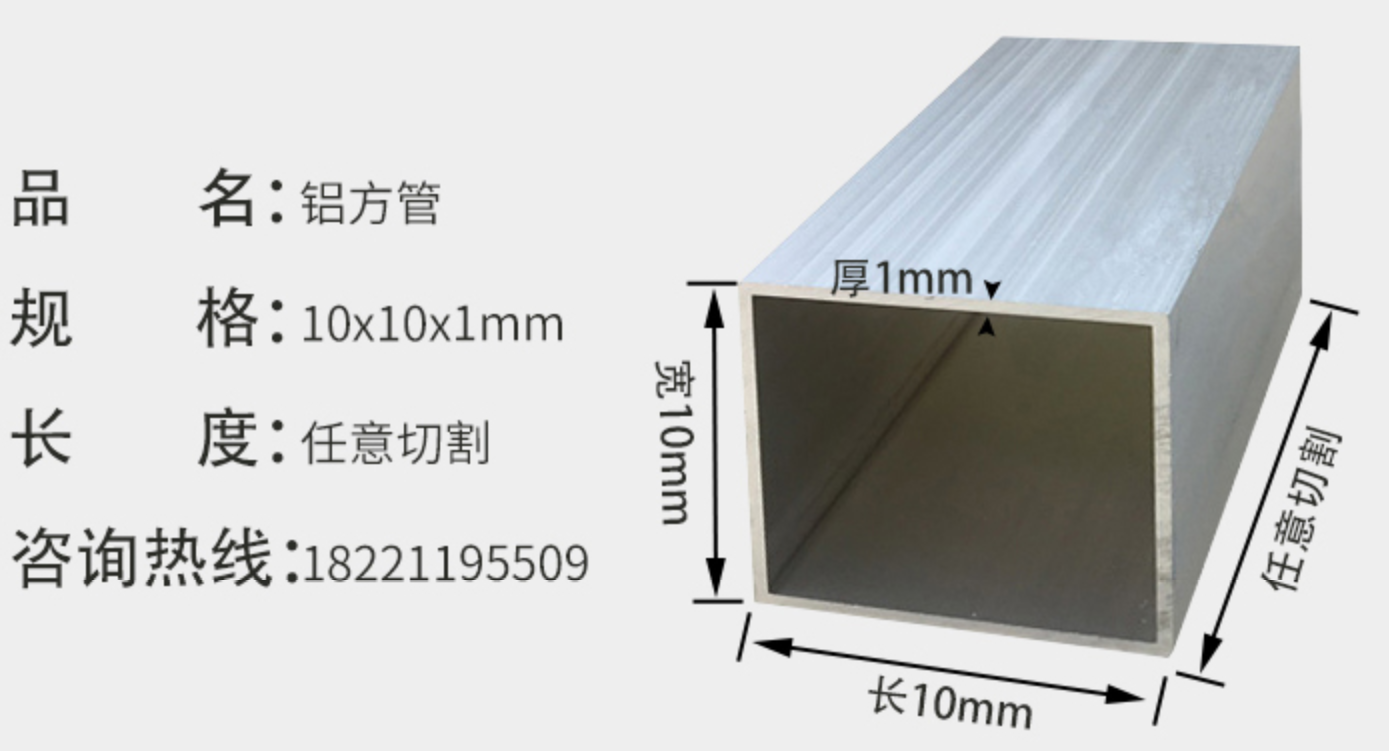 品名：铝方管
规格：10x10x1mm
长度：任意切割
咨询热线：18221195509
厚1mm
宽10mm
长10mm
任意切割